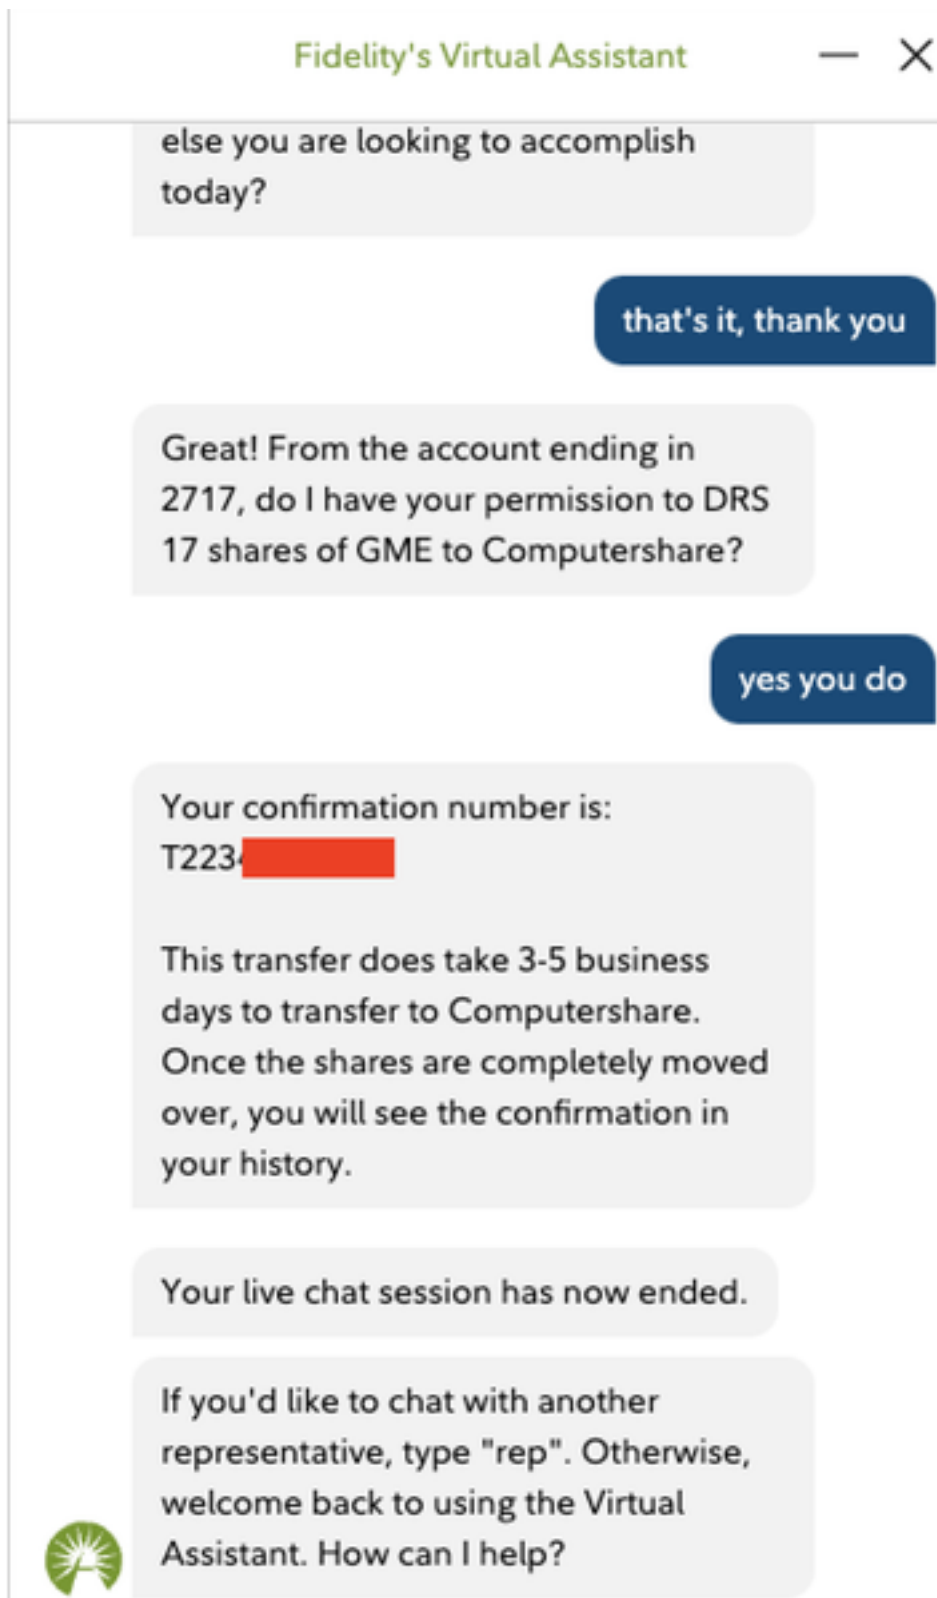 Fidelity's Virtual Assistant
else you are looking to accomplish
today?
that's it, thank you
Great! From the account ending in
2717, do I have your permission to DRS
17 shares of GME to Computershare?
yes you do
Your confirmation number is:
T223
This transfer does take 3-5 business
days to transfer to Computershare.
Once the shares are completely moved
over, you will see the confirmation in
your history.
Your live chat session has now ended.
If you'd like to chat with another
representative, type "rep". Otherwise,
welcome back to using the Virtual
Assistant. How can I help?